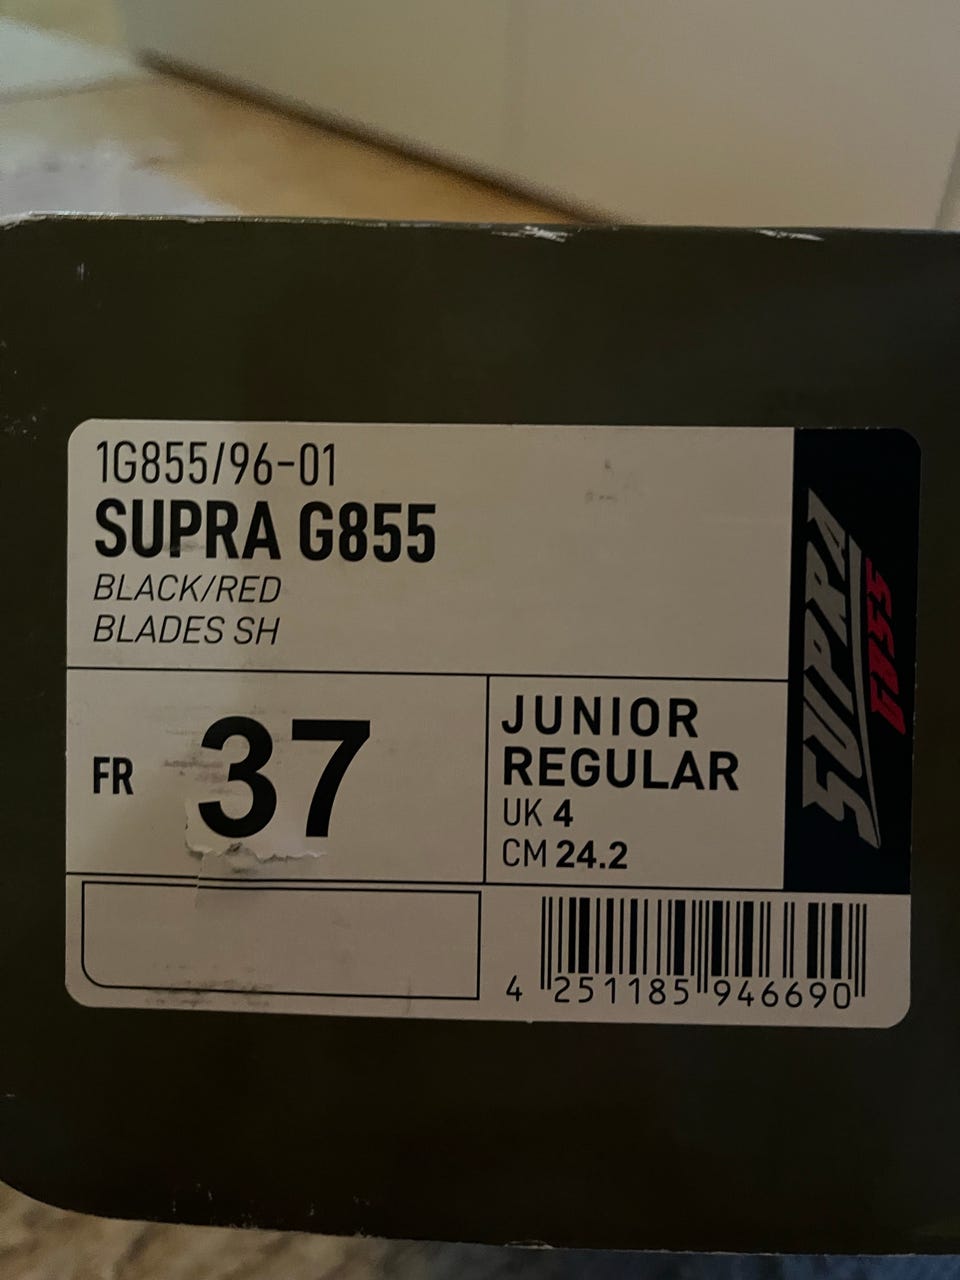 1G855/96-01
SUPRA G855
BLACK/RED
BLADES SH
FR 37
JUNIOR
REGULAR
UK 4
CM 24.2
4 251185 946690
SUPRA
G855